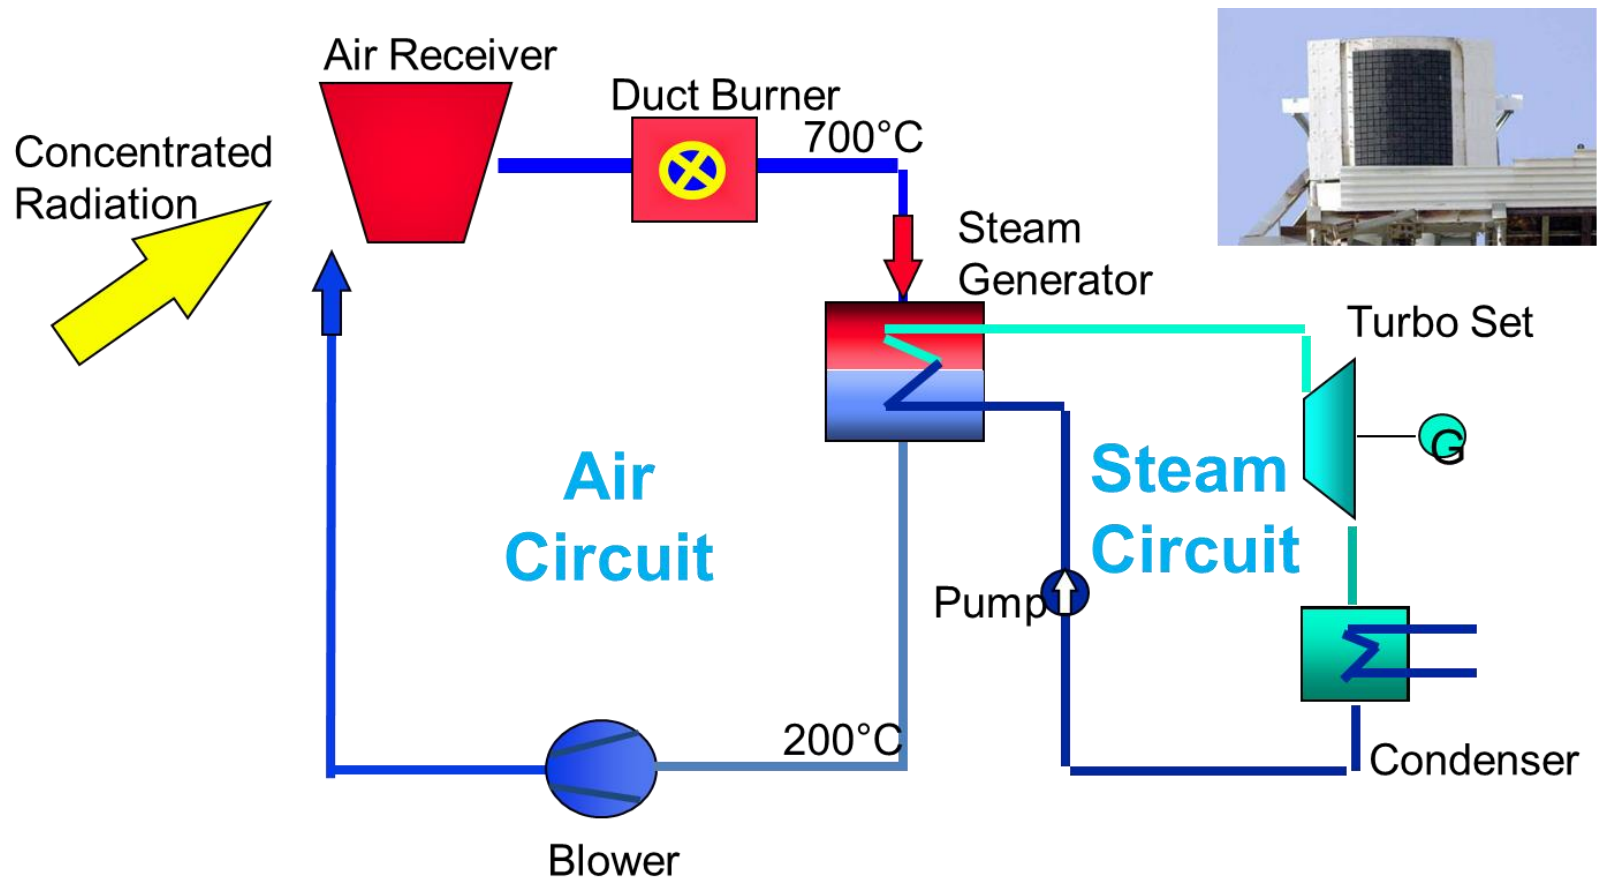 Air Receiver
Duct Burner
700°C
Concentrated
Radiation
Steam
Generator
Turbo Set
G
Air
Circuit
Steam
Circuit
Pump
200°C
Condenser
Blower